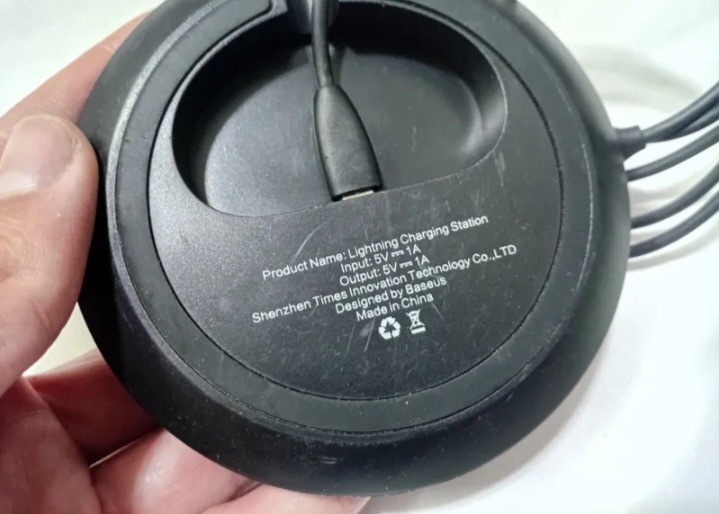 Product Name: Lightning Charging Station
Input: 5V⎓1A
Output: 5V⎓1A
Shenzhen Times Innovation Technology Co.,LTD
Designed by Baseus
Made in China